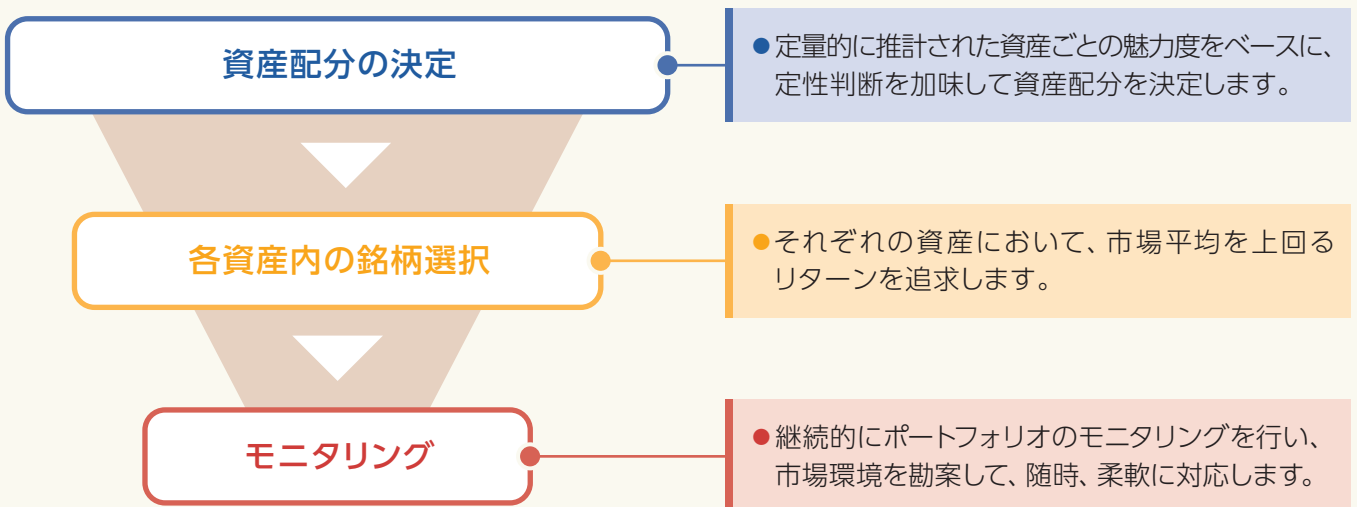 資産配分の決定
●定量的に推計された資産ごとの魅力度をベースに、
定性判断を加味して資産配分を決定します。
各資産内の銘柄選択
●それぞれの資産において、市場平均を上回る
リターンを追求します。
モニタリング
●継続的にポートフォリオのモニタリングを行い、
市場環境を勘案して、随時、柔軟に対応します。